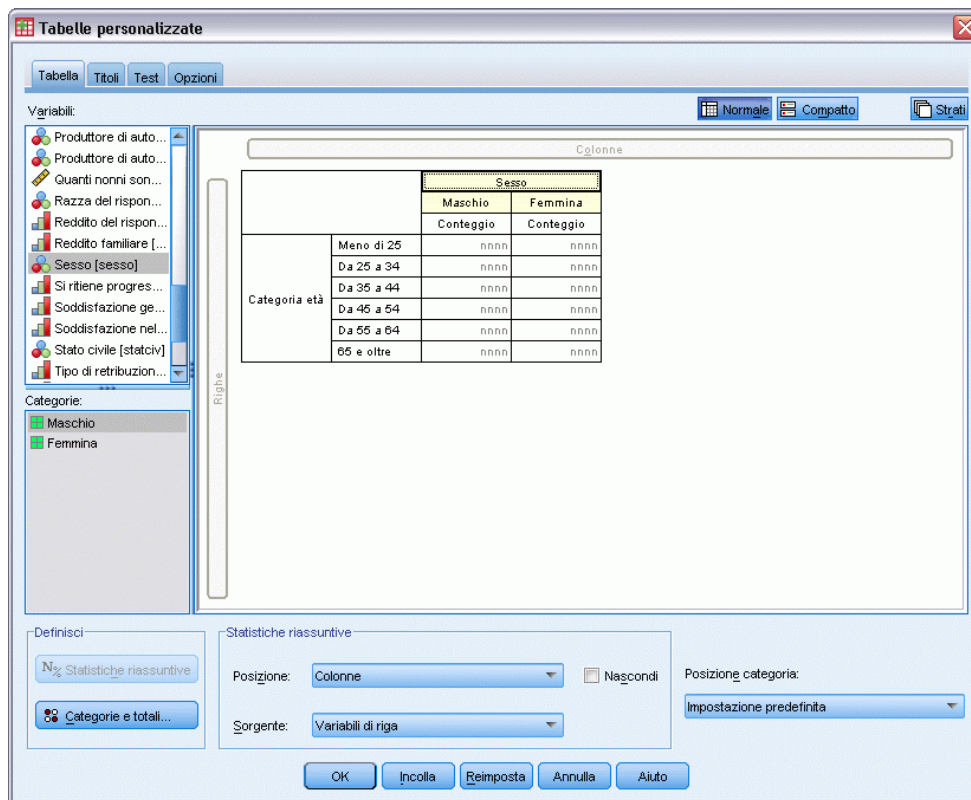 Tabelle personalizzate
Tabella Titoli Test Opzioni
Variabili:
Normale Compatto Strati
Produttore di auto...
Produttore di auto...
Quanti nonni son...
Razza del rispon...
Reddito del rispon...
Reddito familiare [...
Sesso [sesso]
Si ritiene progres...
Soddisfazione ge...
Soddisfazione nel...
Stato civile [statciv]
Tipo di retribuzion...
Categorie:
Maschio
Femmina
Colonne
Righe
Sesso
Maschio Femmina
Conteggio Conteggio
Categoria età
Meno di 25 nnnn nnnn
Da 25 a 34 nnnn nnnn
Da 35 a 44 nnnn nnnn
Da 45 a 54 nnnn nnnn
Da 55 a 64 nnnn nnnn
65 e oltre nnnn nnnn
Definisci
N% Statistiche riassuntive
Categorie e totali...
Statistiche riassuntive
Posizione: Colonne Nascondi
Sorgente: Variabili di riga
Posizione categoria:
Impostazione predefinita
OK Incolla Reimposta Annulla Aiuto